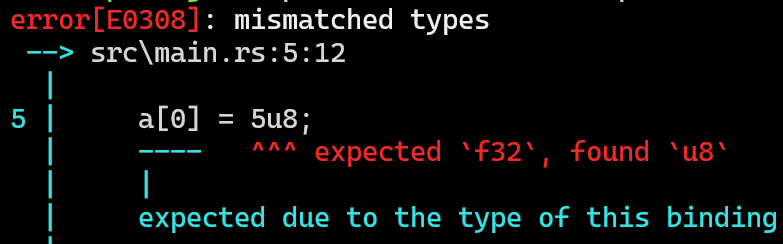 error[E0308]: mismatched types
 --> src\main.rs:5:12
  |
5 |     a[0] = 5u8;
  |     ----   ^^^ expected `f32`, found `u8`
  |     |
  |     expected due to the type of this binding